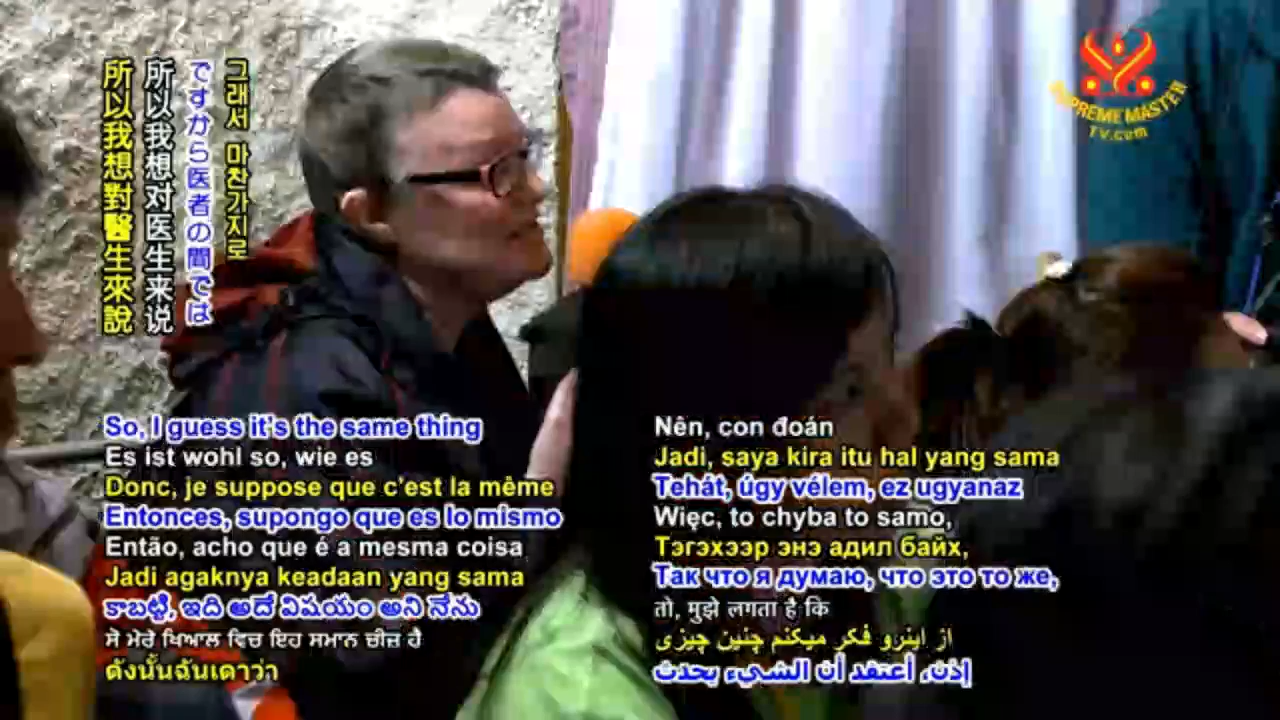 所以我想對醫生來說
所以我想对医生来说
ですから医者の間では
그래서 마찬가지로
SUPREME MASTER
TV.com
So, I guess it's the same thing
Es ist wohl so, wie es
Donc, je suppose que c'est la même
Entonces, supongo que es lo mismo
Então, acho que é a mesma coisa
Jadi agaknya keadaan yang sama
కాబట్టి, ఇది అదే విషయం అని నేను
ਸੋ ਮੇਰੇ ਖਿਆਲ ਵਿਚ ਇਹ ਸਮਾਨ ਚੀਜ਼ ਹੈ
ดังนั้นฉันเดาว่า
Nên, con đoán
Jadi, saya kira itu hal yang sama
Tehát, úgy vélem, ez ugyanaz
Więc, to chyba to samo,
Тэгэхээр энэ адил байх,
Так что я думаю, что это то же,
तो, मुझे लगता है कि
از اینرو فکر میکنم چنین چیزی
إذن، أعتقد أن الشيء يحدث